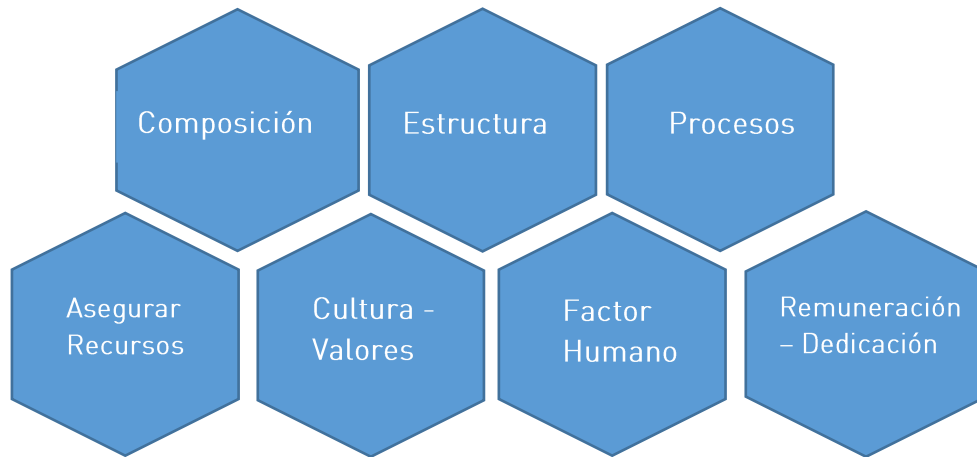 Composición
Estructura
Procesos
Asegurar
Recursos
Cultura -
Valores
Factor
Humano
Remuneración
– Dedicación